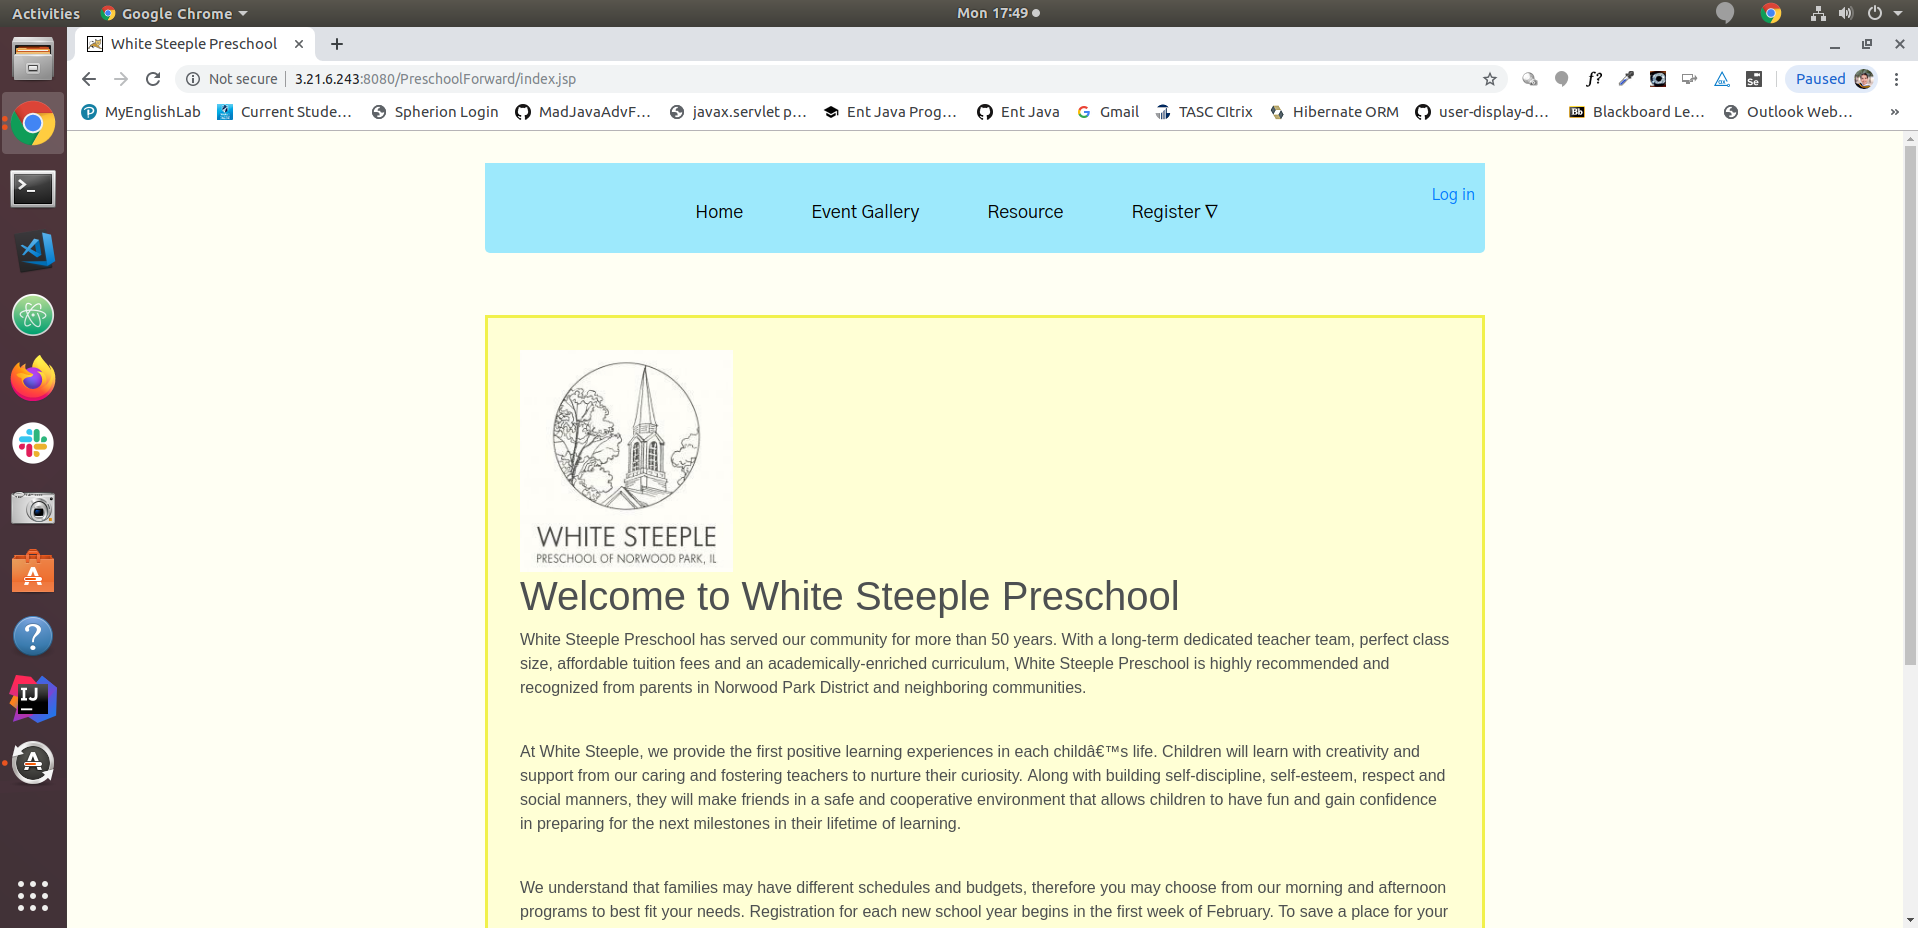 Activities Google Chrome Mon 17:49
White Steeple Preschool
Not secure 3.21.6.243:8080/PreschoolForward/index.jsp f? Se Paused
MyEnglishLab Current Stude... Spherion Login MadJavaAdvF... javax.servlet p... Ent Java Prog... Ent Java Gmail TASC CItrix Hibernate ORM user-display-d... Bb Blackboard Le... Outlook Web... »
Log in
Home Event Gallery Resource Register ∇
WHITE STEEPLE
PRESCHOOL OF NORWOOD PARK, IL
Welcome to White Steeple Preschool
White Steeple Preschool has served our community for more than 50 years. With a long-term dedicated teacher team, perfect class
size, affordable tuition fees and an academically-enriched curriculum, White Steeple Preschool is highly recommended and
recognized from parents in Norwood Park District and neighboring communities.
At White Steeple, we provide the first positive learning experiences in each childâ€™s life. Children will learn with creativity and
support from our caring and fostering teachers to nurture their curiosity. Along with building self-discipline, self-esteem, respect and
social manners, they will make friends in a safe and cooperative environment that allows children to have fun and gain confidence
in preparing for the next milestones in their lifetime of learning.
We understand that families may have different schedules and budgets, therefore you may choose from our morning and afternoon
programs to best fit your needs. Registration for each new school year begins in the first week of February. To save a place for your
IJ